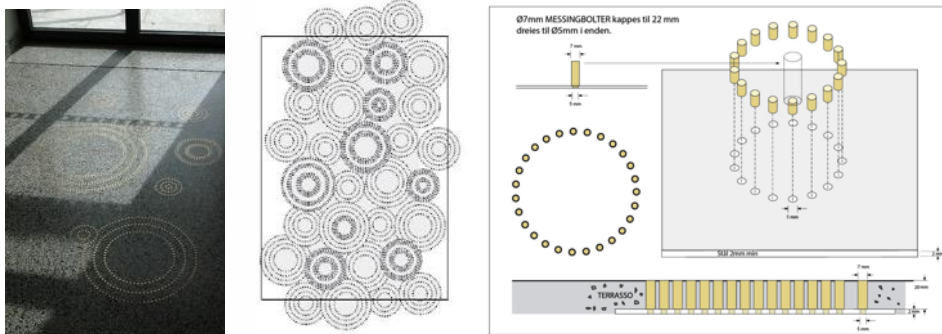 Ø7mm MESSINGBOLTER kappes til 22 mm
dreies til Ø5mm i enden.
7 mm
5 mm
5 mm
Stål 2mm min
2 mm
7 mm
TERRASSO
20 mm
2 mm
5 mm